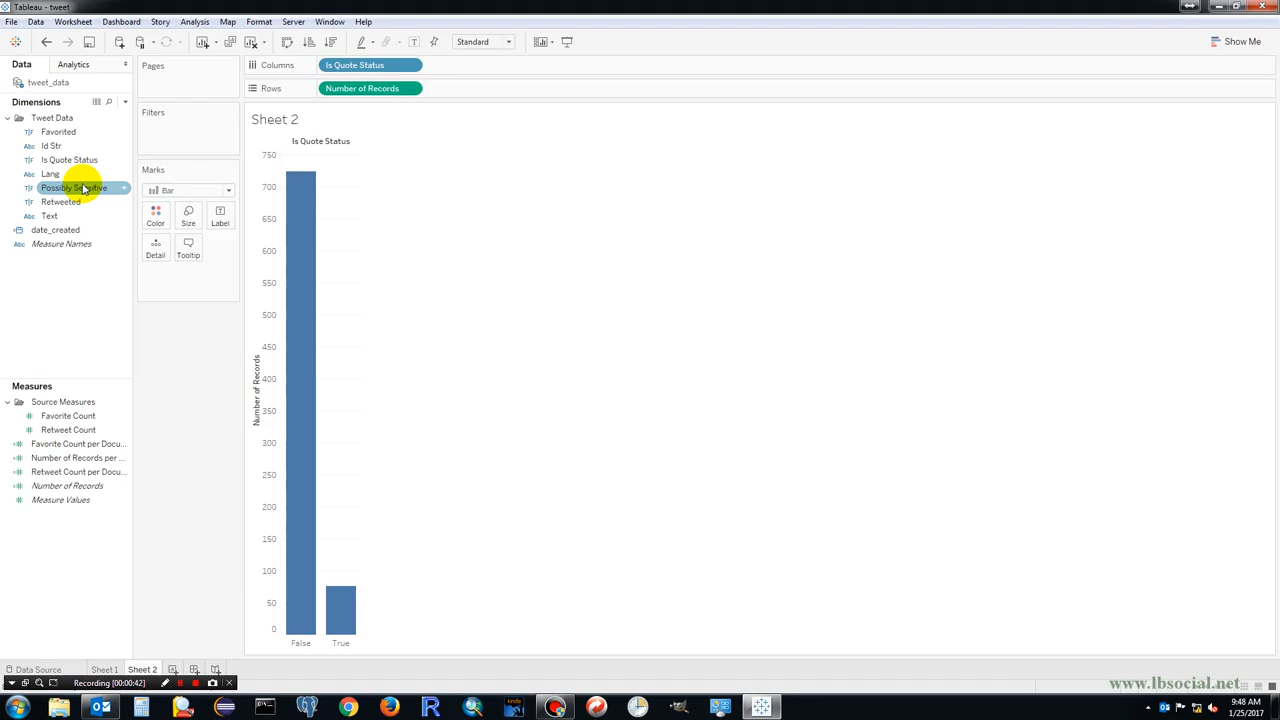 Tableau - tweet
File Data Worksheet Dashboard Story Analysis Map Format Server Window Help
Standard
Show Me
Data Analytics
tweet_data
Dimensions
Tweet Data
T|F Favorited
Abc Id Str
T|F Is Quote Status
Abc Lang
T|F Possibly Sensitive
T|F Retweeted
Abc Text
date_created
Abc Measure Names
Measures
Source Measures
# Favorite Count
# Retweet Count
Favorite Count per Docu...
Number of Records per ...
Retweet Count per Docu...
# Number of Records
# Measure Values
Pages
Filters
Marks
Bar
Color Size Label
Detail Tooltip
Columns Is Quote Status
Rows Number of Records
Sheet 2
Is Quote Status
Number of Records
750
700
650
600
550
500
450
400
350
300
250
200
150
100
50
0
False True
Data Source Sheet 1 Sheet 2
Recording [00:00:42]
www.lbsocial.net
9:48 AM
1/25/2017